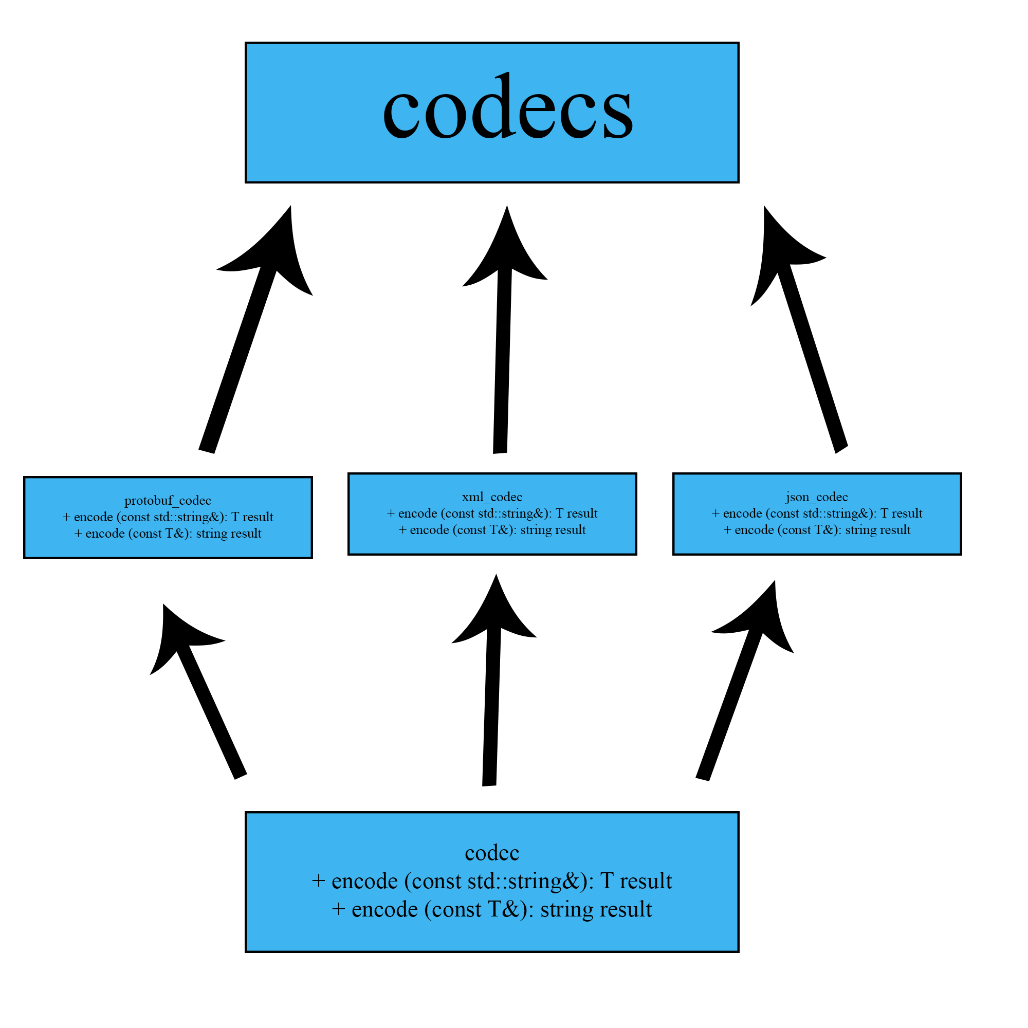 codecs
protobuf_codec
+ encode (const std::string&): T result
+ encode (const T&): string result
xml_codec
+ encode (const std::string&): T result
+ encode (const T&): string result
json_codec
+ encode (const std::string&): T result
+ encode (const T&): string result
codec
+ encode (const std::string&): T result
+ encode (const T&): string result